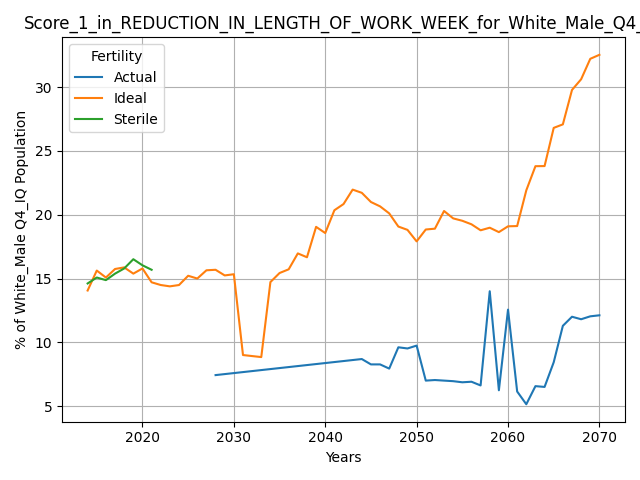 Score_1_in_REDUCTION_IN_LENGTH_OF_WORK_WEEK_for_White_Male_Q4_
Fertility
Actual
Ideal
Sterile
% of White_Male Q4_IQ Population
30
25
20
15
10
5
2020 2030 2040 2050 2060 2070
Years